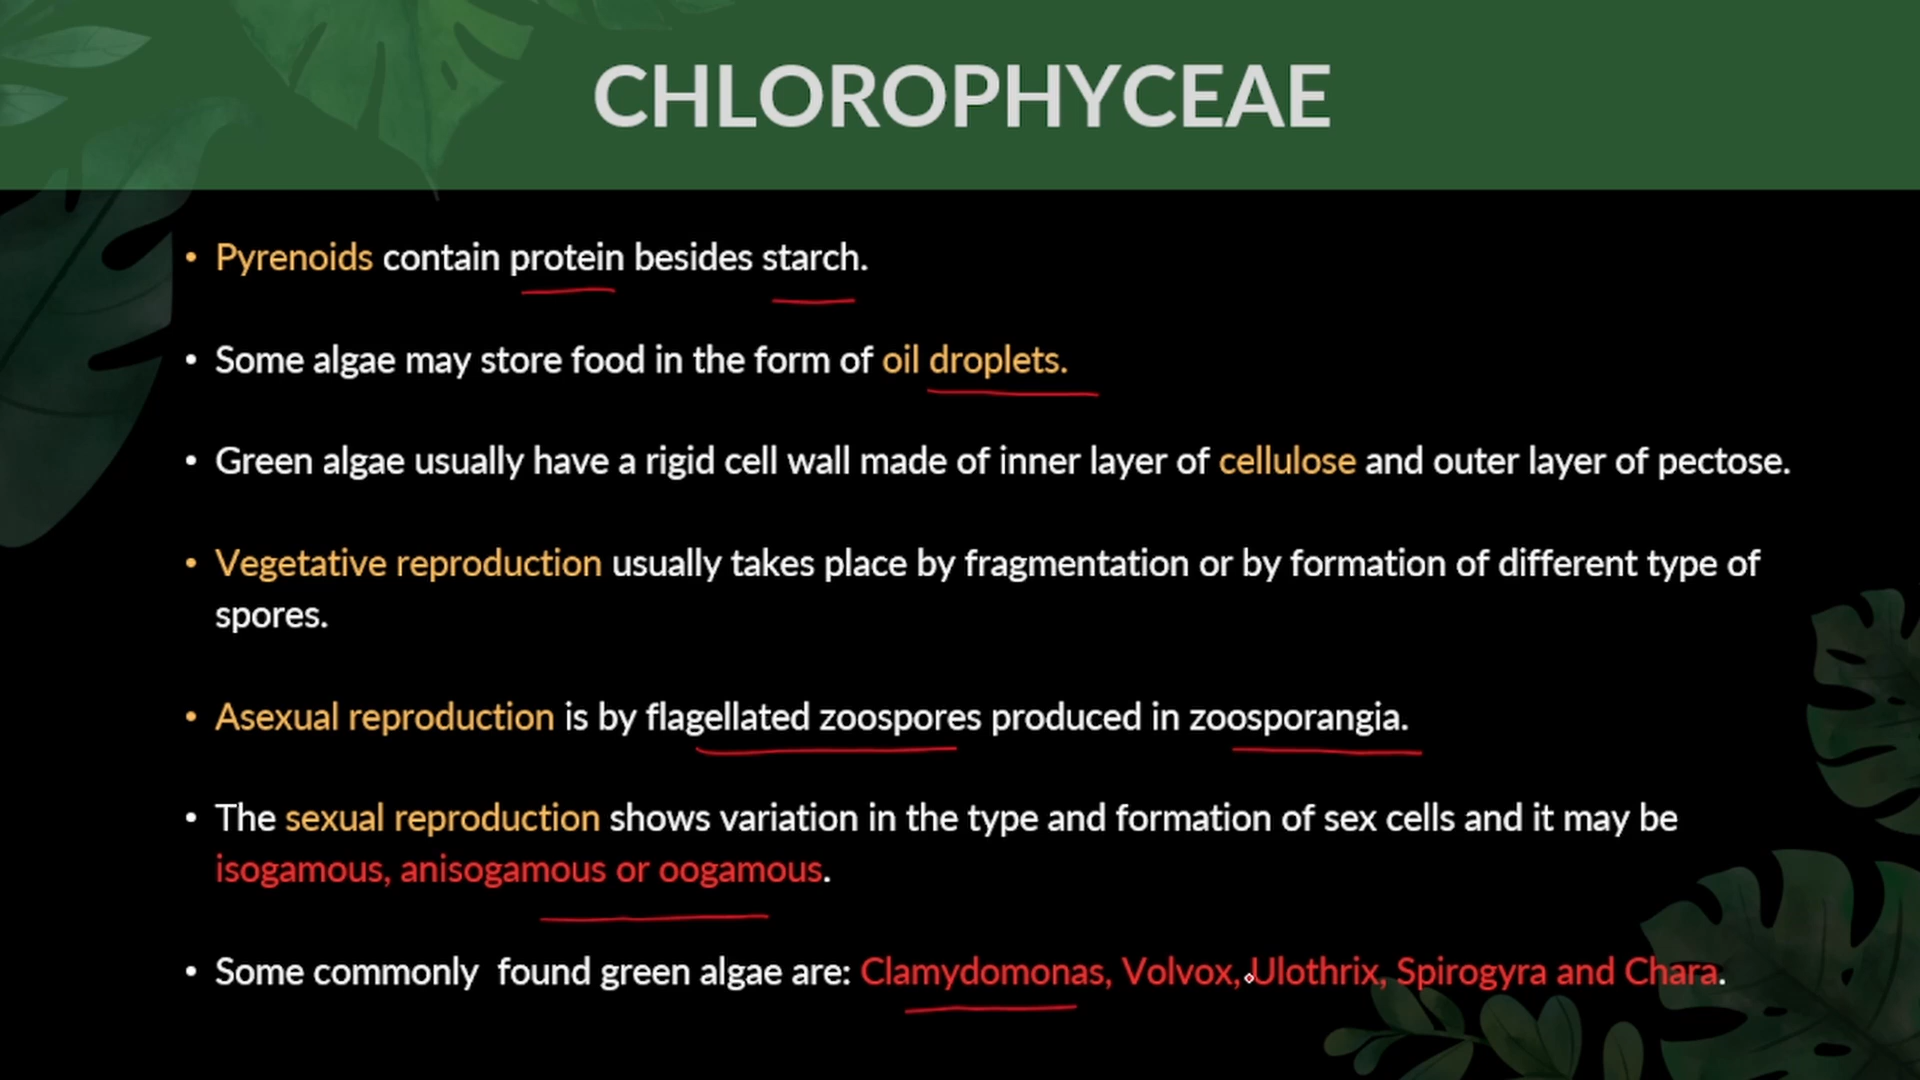 CHLOROPHYCEAE
• Pyrenoids contain protein besides starch.
• Some algae may store food in the form of oil droplets.
• Green algae usually have a rigid cell wall made of inner layer of cellulose and outer layer of pectose.
• Vegetative reproduction usually takes place by fragmentation or by formation of different type of
spores.
• Asexual reproduction is by flagellated zoospores produced in zoosporangia.
• The sexual reproduction shows variation in the type and formation of sex cells and it may be
isogamous, anisogamous or oogamous.
• Some commonly  found green algae are: Clamydomonas, Volvox, Ulothrix, Spirogyra and Chara.